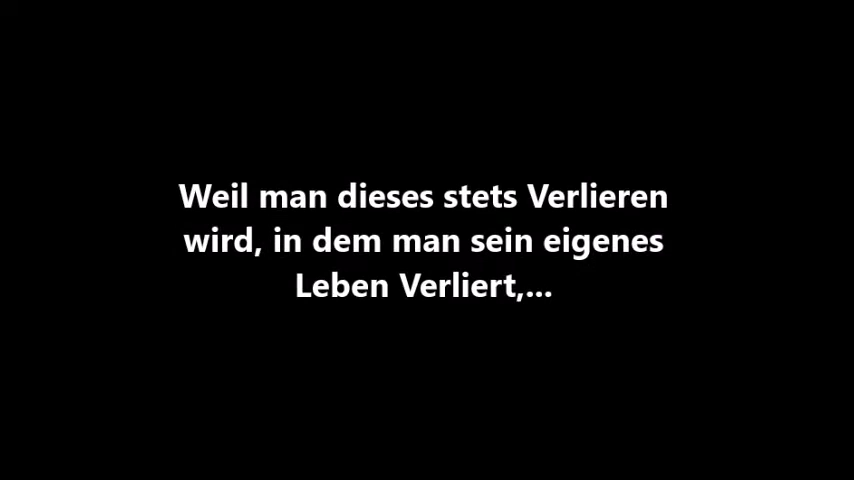 Weil man dieses stets Verlieren
wird, in dem man sein eigenes
Leben Verliert,...